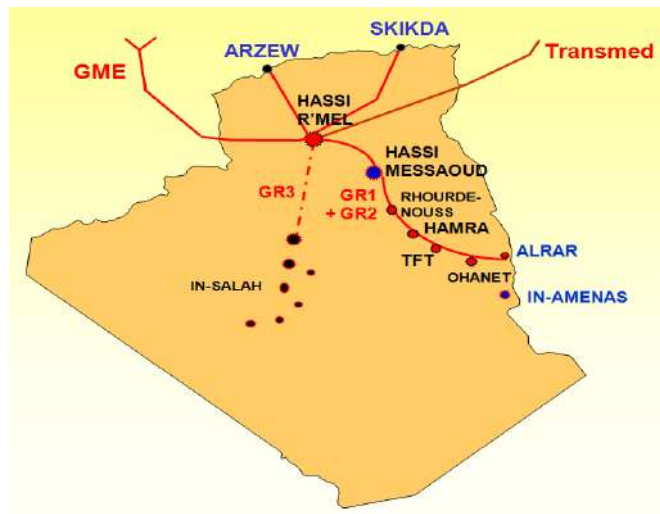 SKIKDA
ARZEW
Transmed
GME
HASSI
R'MEL
HASSI
MESSAOUD
GR3
GR1
+ GR2
RHOURDE-
NOUSS
HAMRA
ALRAR
TFT
OHANET
IN-SALAH
IN-AMENAS